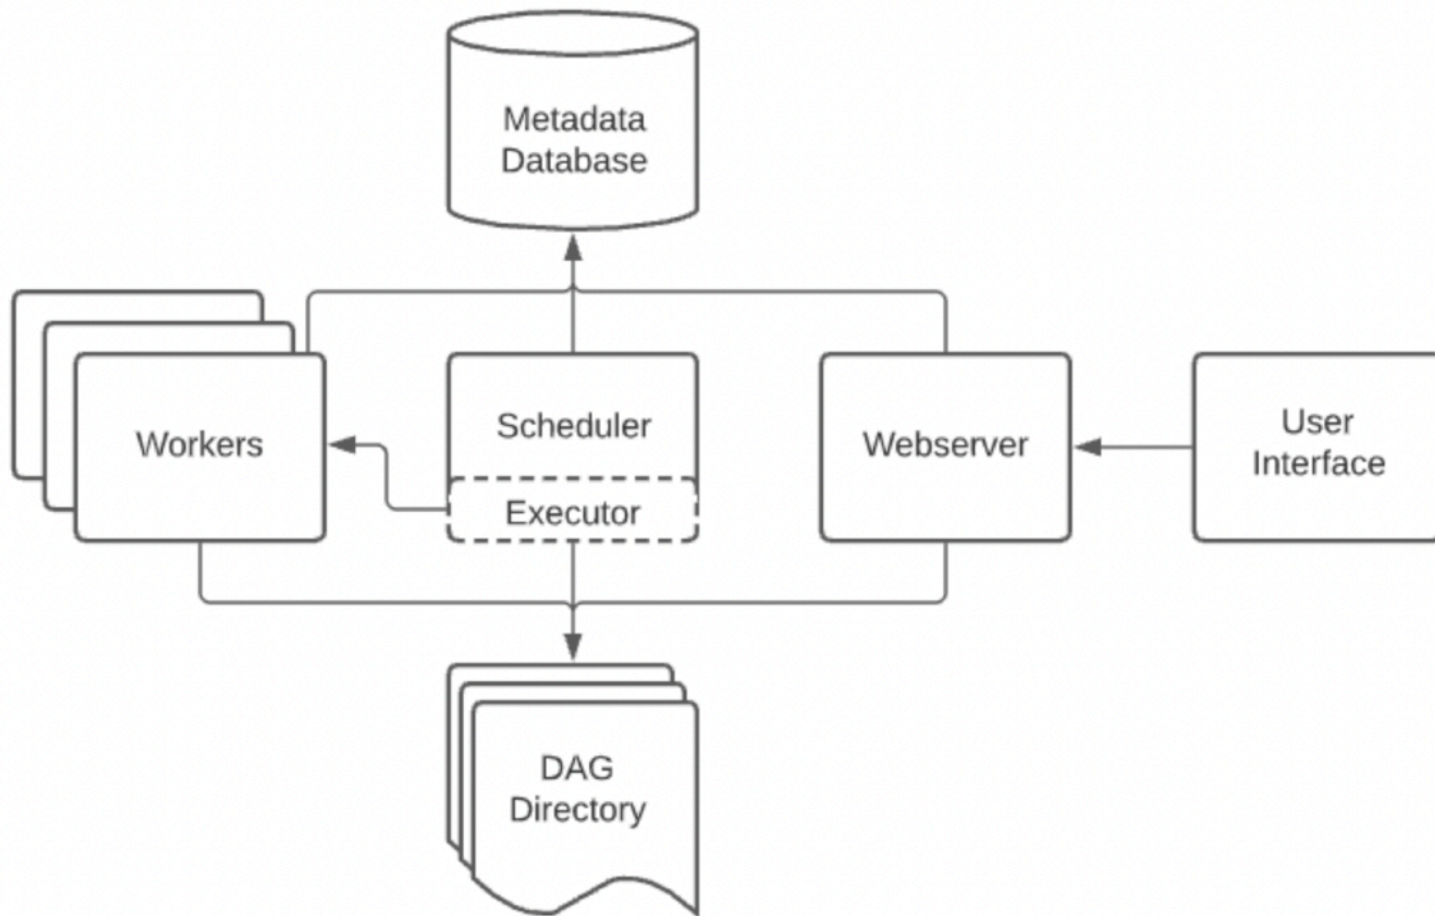 Metadata
Database
Workers
Scheduler
Executor
Webserver
User
Interface
DAG
Directory